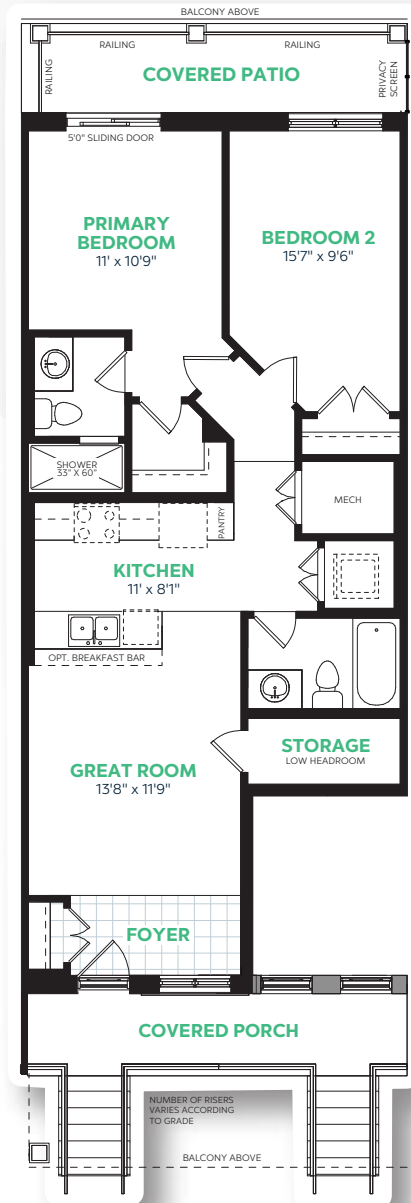 BALCONY ABOVE
RAILING
RAILING
RAILING
COVERED PATIO
PRIVACY
SCREEN
5'0" SLIDING DOOR
PRIMARY
BEDROOM
11' x 10'9"
BEDROOM 2
15'7" x 9'6"
SHOWER
33" X 60"
MECH
PANTRY
KITCHEN
11' x 8'1"
OPT. BREAKFAST BAR
STORAGE
LOW HEADROOM
GREAT ROOM
13'8" x 11'9"
FOYER
COVERED PORCH
NUMBER OF RISERS
VARIES ACCORDING
TO GRADE
BALCONY ABOVE